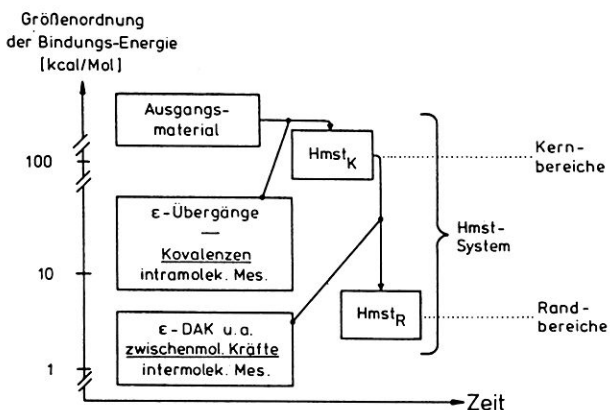 Größenordnung
der Bindungs-Energie
[kcal/Mol]
Ausgangs-
material
Hmst_K
Kern-
bereiche
100
ε-Übergänge
—
Kovalenzen
intramolek. Mes.
Hmst-
System
10
ε-DAK u.a.
zwischenmol. Kräfte
intermolek. Mes.
Hmst_R
Rand-
bereiche
1
Zeit